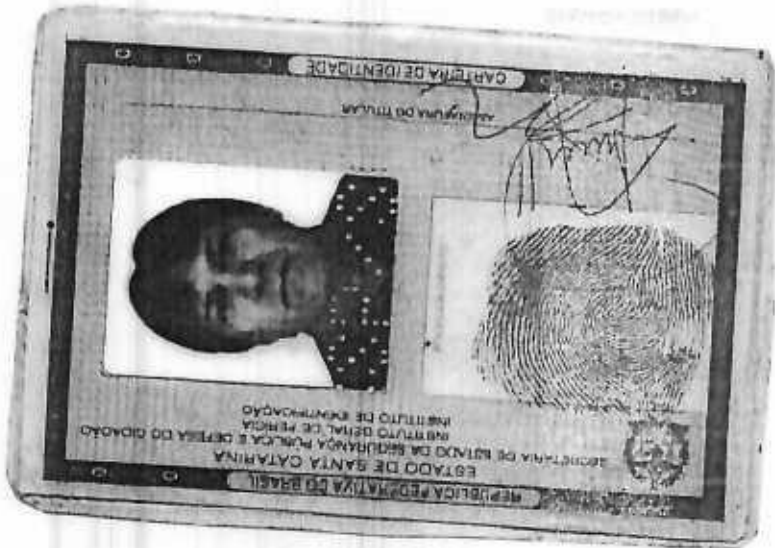 REPÚBLICA FEDERATIVA DO BRASIL
ESTADO DE SANTA CATARINA
SECRETARIA DE ESTADO DA SEGURANÇA PÚBLICA E DEFESA DO CIDADÃO
INSTITUTO GERAL DE PERÍCIA
INSTITUTO DE IDENTIFICAÇÃO
ASSINATURA DO TITULAR
CARTEIRA DE IDENTIDADE